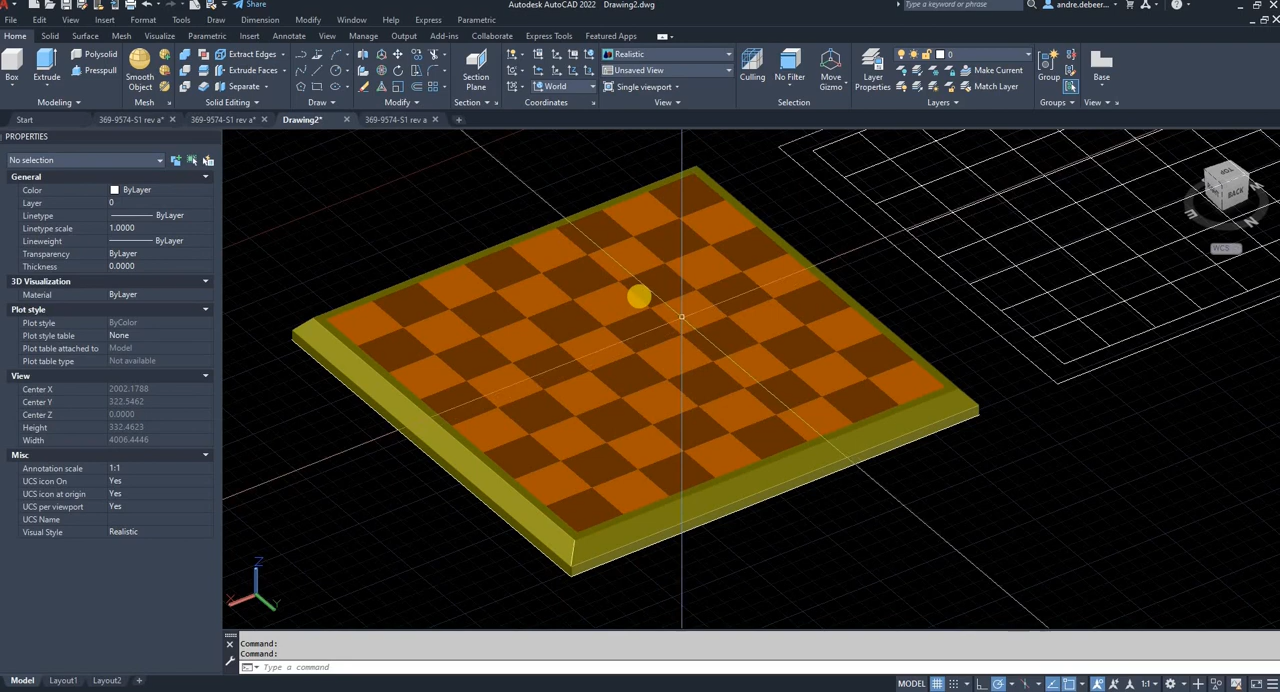 Share
Autodesk AutoCAD 2022 Drawing2.dwg
Type a keyword or phrase
andre.debeer...
File Edit View Insert Format Tools Draw Dimension Modify Window Help Express Parametric
Home Solid Surface Mesh Visualize Parametric Insert Annotate View Manage Output Add-ins Collaborate Express Tools Featured Apps
Box
Extrude
Polysolid
Presspull
Modeling
Smooth
Object
Mesh
Extract Edges
Extrude Faces
Separate
Solid Editing
Draw
Modify
Section
Plane
Section
World
Coordinates
Realistic
Unsaved View
Single viewport
View
Culling
No Filter
Move
Gizmo
Selection
Layer
Properties
0
Make Current
Match Layer
Layers
Group
Groups
Base
View
Start
369-9574-S1 rev a*
369-9574-S1 rev a*
Drawing2*
369-9574-S1 rev a*
PROPERTIES
No selection
General
Color ByLayer
Layer 0
Linetype ByLayer
Linetype scale 1.0000
Lineweight ByLayer
Transparency ByLayer
Thickness 0.0000
3D Visualization
Material ByLayer
Plot style
Plot style ByColor
Plot style table None
Plot table attached to Model
Plot table type Not available
View
Center X 2002.1788
Center Y 322.5462
Center Z 0.0000
Height 332.4623
Width 4006.4446
Misc
Annotation scale 1:1
UCS icon On Yes
UCS icon at origin Yes
UCS per viewport Yes
UCS Name
Visual Style Realistic
TOP
BACK
E
N
W
WCS
Z
X
Y
Command:
Command:
Type a command
Model Layout1 Layout2
MODEL
1:1